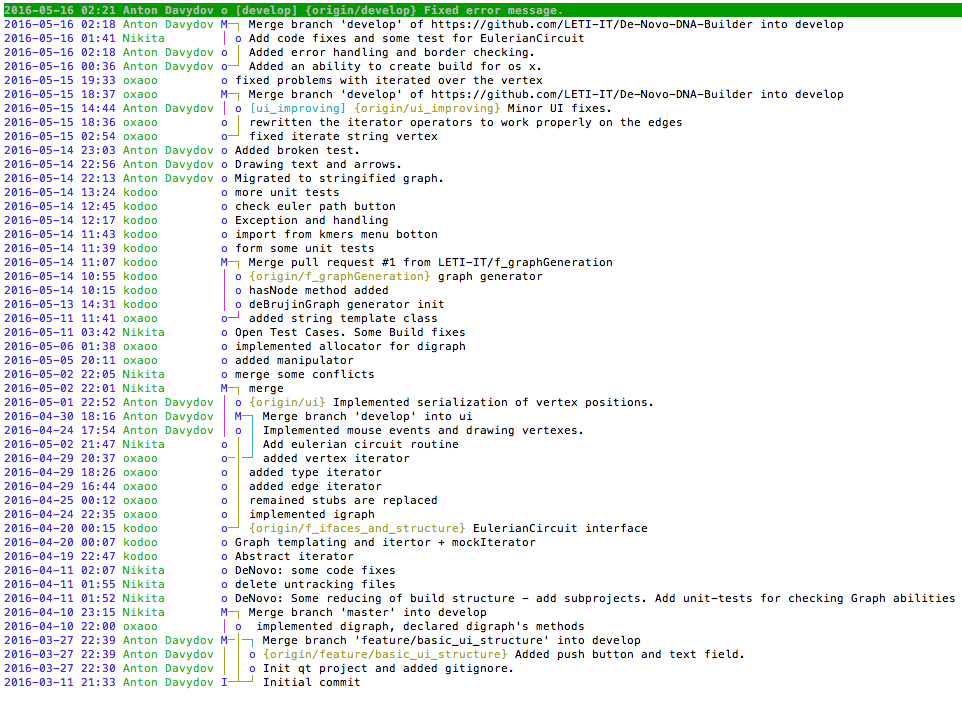 2016-05-16 02:21 Anton Davydov o [develop] {origin/develop} Fixed error message.
2016-05-16 02:18 Anton Davydov M Merge branch 'develop' of https://github.com/LETI-IT/De-Novo-DNA-Builder into develop
2016-05-16 01:41 Nikita o Add code fixes and some test for EulerianCircuit
2016-05-16 02:18 Anton Davydov o Added error handling and border checking.
2016-05-16 00:36 Anton Davydov o Added an ability to create build for os x.
2016-05-15 19:33 oxaoo o fixed problems with iterated over the vertex
2016-05-15 18:37 oxaoo M Merge branch 'develop' of https://github.com/LETI-IT/De-Novo-DNA-Builder into develop
2016-05-15 14:44 Anton Davydov o [ui_improving] {origin/ui_improving} Minor UI fixes.
2016-05-15 18:36 oxaoo o rewritten the iterator operators to work properly on the edges
2016-05-15 02:54 oxaoo o fixed iterate string vertex
2016-05-14 23:03 Anton Davydov o Added broken test.
2016-05-14 22:56 Anton Davydov o Drawing text and arrows.
2016-05-14 22:13 Anton Davydov o Migrated to stringified graph.
2016-05-14 13:24 kodoo o more unit tests
2016-05-14 12:45 kodoo o check euler path button
2016-05-14 12:17 kodoo o Exception and handling
2016-05-14 11:43 kodoo o import from kmers menu botton
2016-05-14 11:39 kodoo o form some unit tests
2016-05-14 11:07 kodoo M Merge pull request #1 from LETI-IT/f_graphGeneration
2016-05-14 10:55 kodoo o {origin/f_graphGeneration} graph generator
2016-05-14 10:15 kodoo o hasNode method added
2016-05-13 14:31 kodoo o deBrujinGraph generator init
2016-05-11 11:41 oxaoo o added string template class
2016-05-11 03:42 Nikita o Open Test Cases. Some Build fixes
2016-05-06 01:38 oxaoo o implemented allocator for digraph
2016-05-05 20:11 oxaoo o added manipulator
2016-05-02 22:05 Nikita o merge some conflicts
2016-05-02 22:01 Nikita M merge
2016-05-01 22:52 Anton Davydov o {origin/ui} Implemented serialization of vertex positions.
2016-04-30 18:16 Anton Davydov M Merge branch 'develop' into ui
2016-04-24 17:54 Anton Davydov o Implemented mouse events and drawing vertexes.
2016-05-02 21:47 Nikita o Add eulerian circuit routine
2016-04-29 20:37 oxaoo o added vertex iterator
2016-04-29 18:26 oxaoo o added type iterator
2016-04-29 16:44 oxaoo o added edge iterator
2016-04-25 00:12 oxaoo o remained stubs are replaced
2016-04-24 22:35 oxaoo o implemented igraph
2016-04-20 00:15 kodoo o {origin/f_ifaces_and_structure} EulerianCircuit interface
2016-04-20 00:07 kodoo o Graph templating and itertor + mockIterator
2016-04-19 22:47 kodoo o Abstract iterator
2016-04-11 02:07 Nikita o DeNovo: some code fixes
2016-04-11 01:55 Nikita o delete untracking files
2016-04-11 01:52 Nikita o DeNovo: Some reducing of build structure - add subprojects. Add unit-tests for checking Graph abilities
2016-04-10 23:15 Nikita M Merge branch 'master' into develop
2016-04-10 22:00 oxaoo o implemented digraph, declared digraph's methods
2016-03-27 22:39 Anton Davydov M Merge branch 'feature/basic_ui_structure' into develop
2016-03-27 22:39 Anton Davydov o {origin/feature/basic_ui_structure} Added push button and text field.
2016-03-27 22:30 Anton Davydov o Init qt project and added gitignore.
2016-03-11 21:33 Anton Davydov I Initial commit